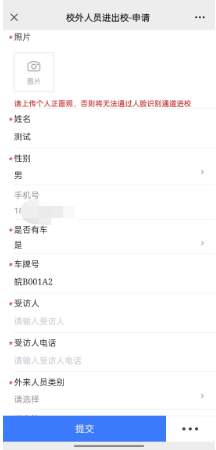 校外人员进出校-申请
*照片
图片
请上传个人正面照，否则将无法通过人脸识别通道进校
*姓名
测试
*性别
男
手机号
1
*是否有车
是
*车牌号
皖B001A2
*受访人
请输入受访人
*受访人电话
请输入受访人电话
*外来人员类别
请选择
提交